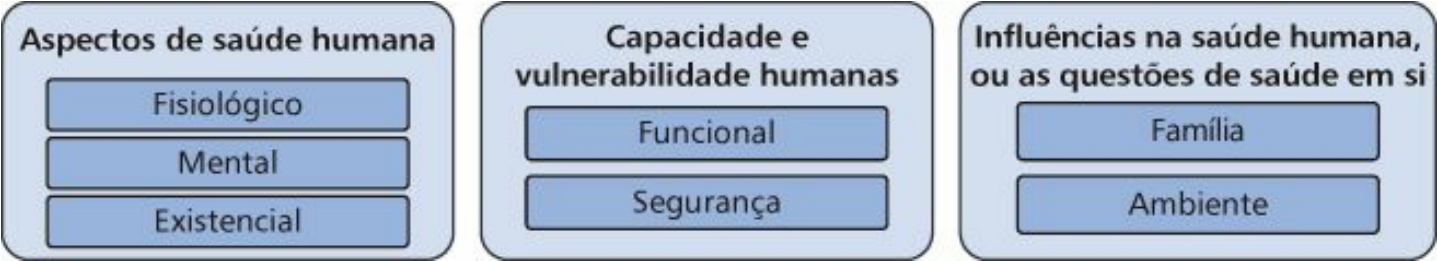 Aspectos de saúde humana
Fisiológico
Mental
Existencial
Capacidade e
vulnerabilidade humanas
Funcional
Segurança
Influências na saúde humana,
ou as questões de saúde em si
Família
Ambiente